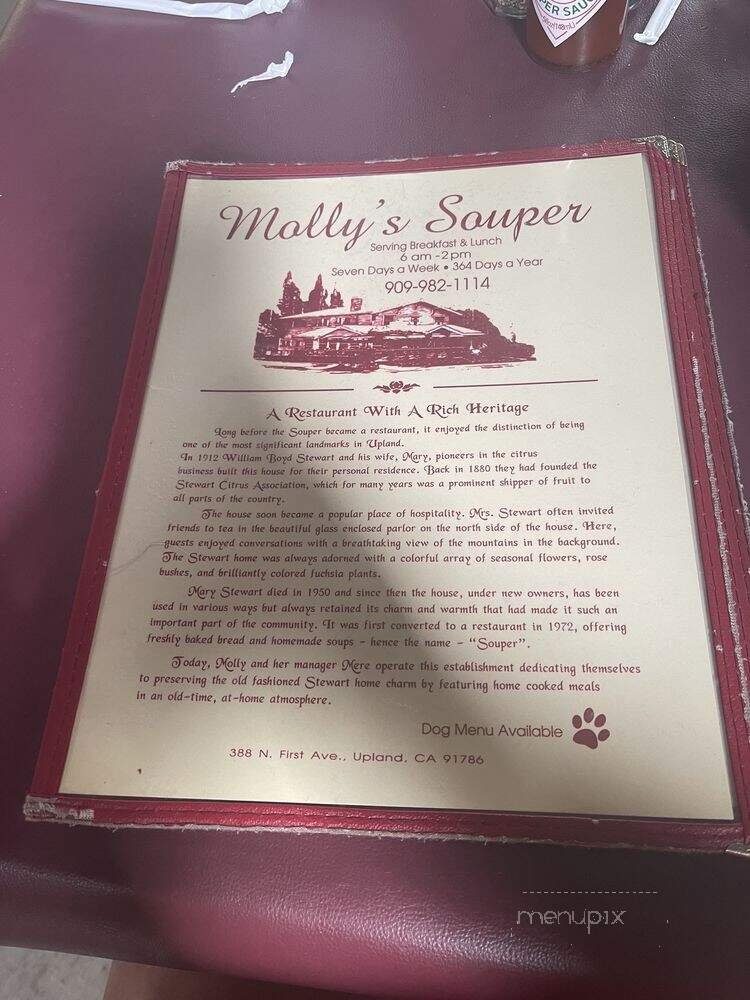 Molly's Souper
Serving Breakfast & Lunch
6 am - 2 pm
Seven Days a Week • 364 Days a Year
909-982-1114
A Restaurant With A Rich Heritage
Long before the Souper became a restaurant, it enjoyed the distinction of being
one of the most significant landmarks in Upland.
In 1912 William Boyd Stewart and his wife, Mary, pioneers in the citrus
business built this house for their personal residence. Back in 1880 they had founded the
Stewart Citrus Association, which for many years was a prominent shipper of fruit to
all parts of the country.
The house soon became a popular place of hospitality. Mrs. Stewart often invited
friends to tea in the beautiful glass enclosed parlor on the north side of the house. Here,
guests enjoyed conversations with a breathtaking view of the mountains in the background.
The Stewart home was always adorned with a colorful array of seasonal flowers, rose
bushes, and brilliantly colored fuchsia plants.
Mary Stewart died in 1950 and since then the house, under new owners, has been
used in various ways but always retained its charm and warmth that had made it such an
important part of the community. It was first converted to a restaurant in 1972, offering
freshly baked bread and homemade soups - hence the name - "Souper".
Today, Molly and her manager Mere operate this establishment dedicating themselves
to preserving the old fashioned Stewart home charm by featuring home cooked meals
in an old-time, at-home atmosphere.
Dog Menu Available
388 N. First Ave., Upland, CA 91786
menupix